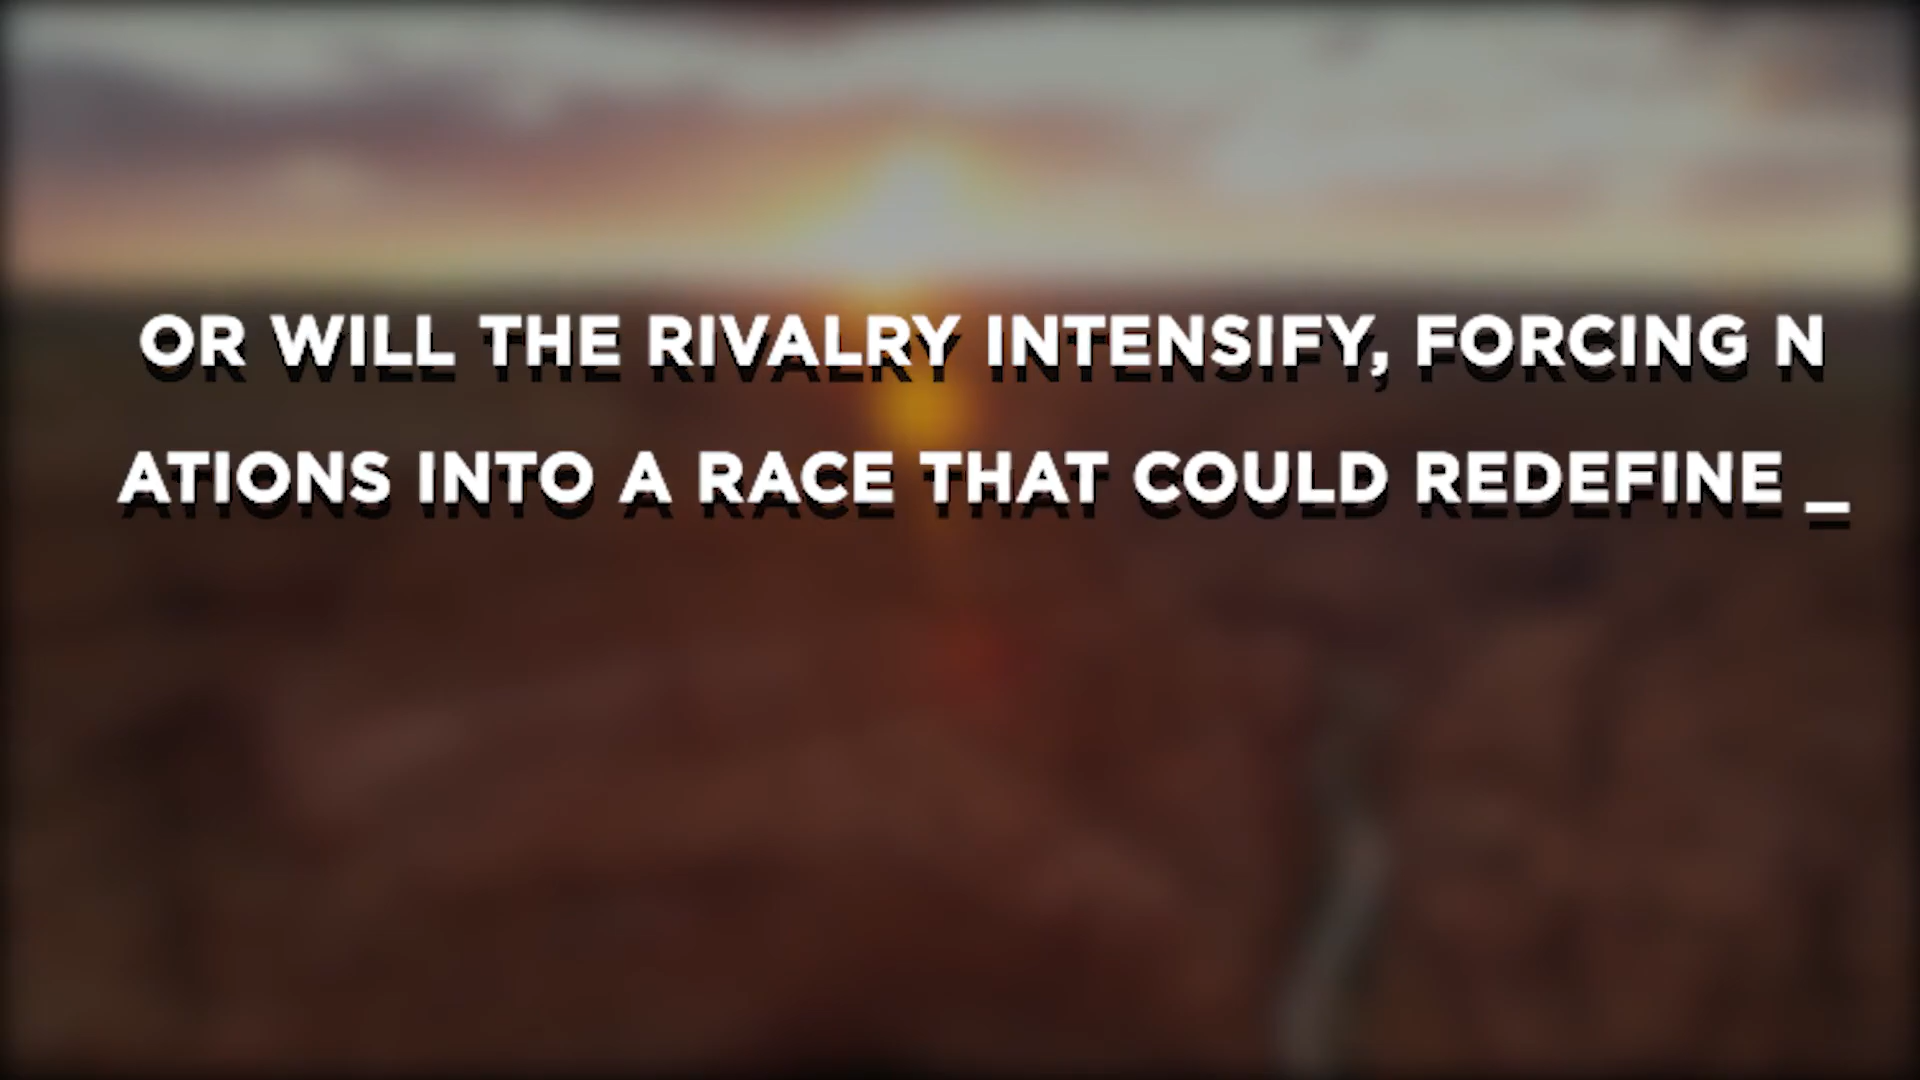 OR WILL THE RIVALRY INTENSIFY, FORCING N
ATIONS INTO A RACE THAT COULD REDEFINE _